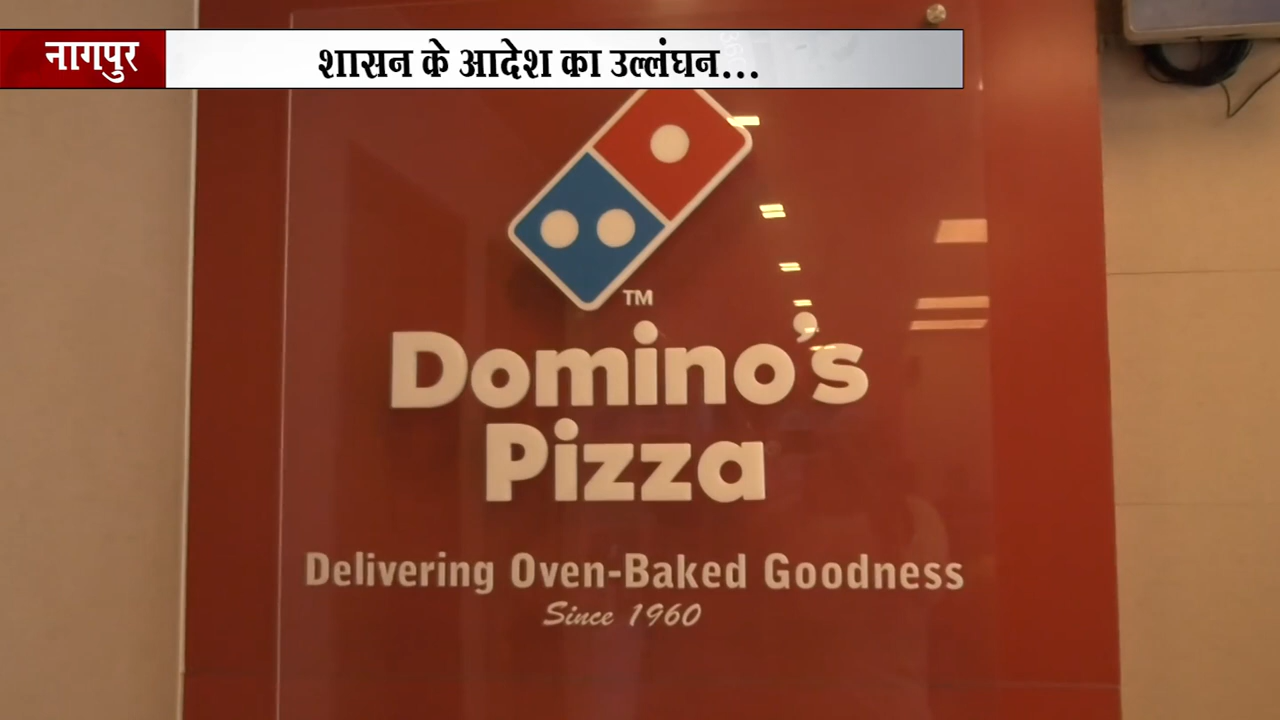 नागपुर
शासन के आदेश का उल्लंघन...
TM
Domino's
Pizza
Delivering Oven-Baked Goodness
Since 1960